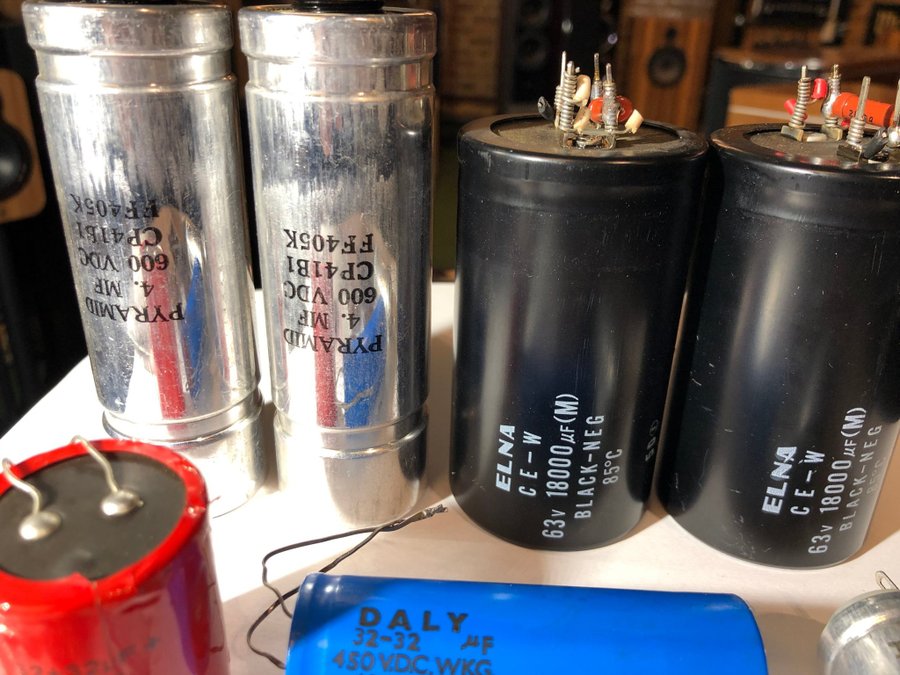 PYRAMID
4. MF
600 VDC
CP41B1
FF405K
PYRAMID
4. MF
600 VDC
CP41B1
FF405K
ELNA
CE-W
63V 18000μF(M)
BLACK-NEG
85°C
ELNA
CE-W
63V 18000μF(M)
BLACK-NEG
DALY
32-32 μF
450 V.D.C. WKG